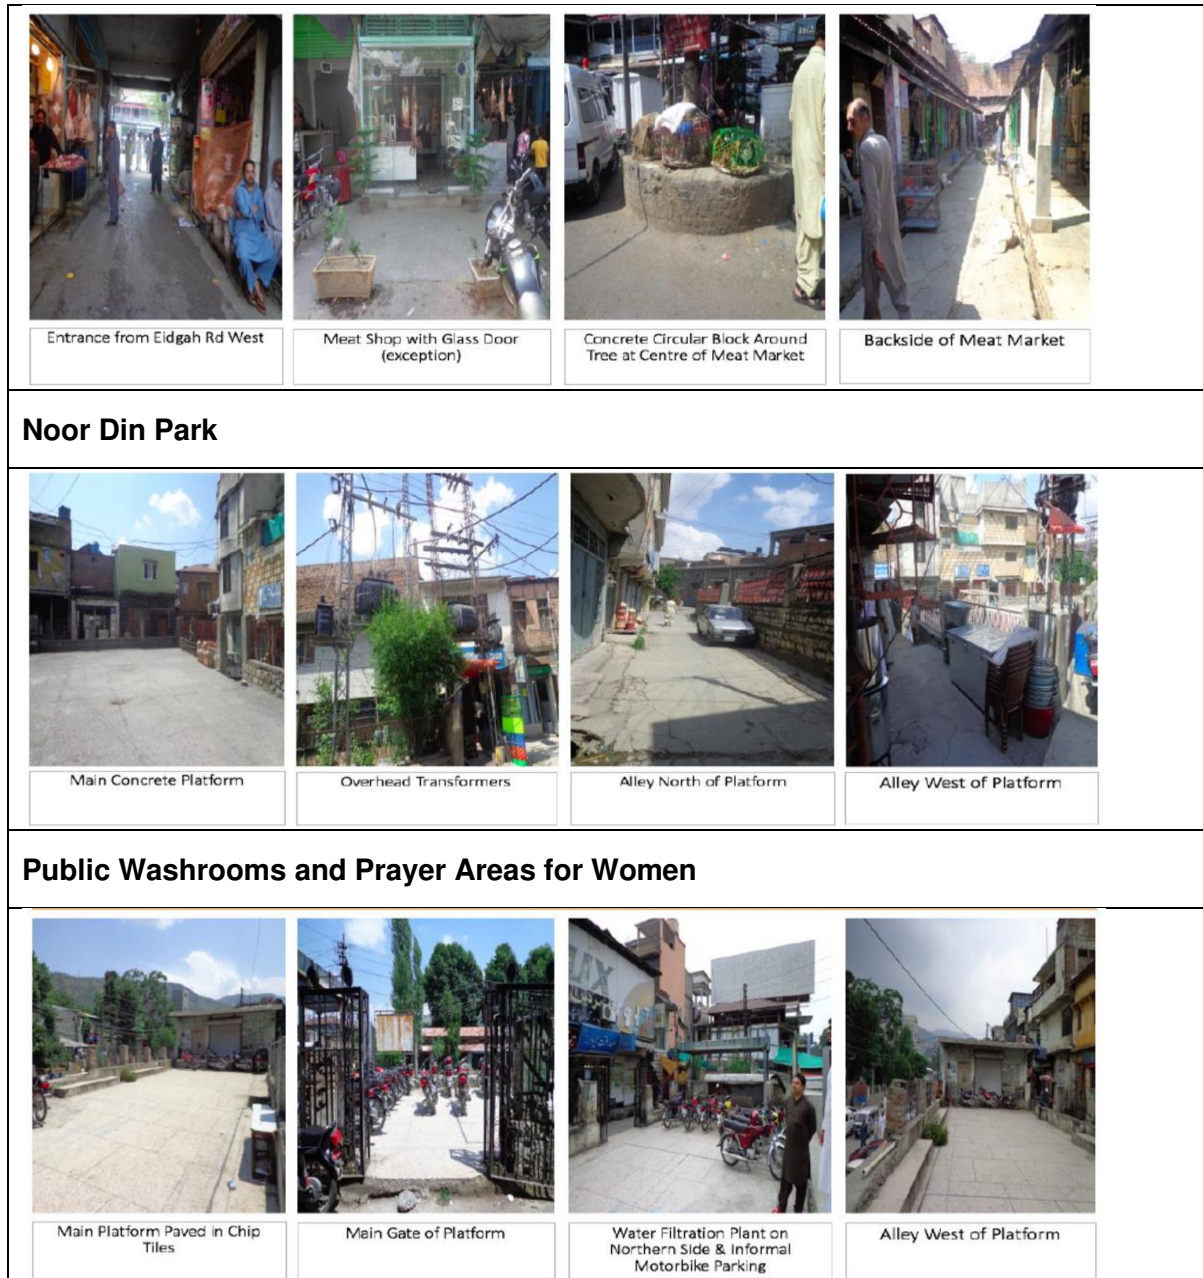 Entrance from Eidgah Rd West
Meat Shop with Glass Door
(exception)
Concrete Circular Block Around
Tree at Centre of Meat Market
Backside of Meat Market
Noor Din Park
Main Concrete Platform
Overhead Transformers
Alley North of Platform
Alley West of Platform
Public Washrooms and Prayer Areas for Women
Main Platform Paved in Chip
Tiles
Main Gate of Platform
Water Filtration Plant on
Northern Side & Informal
Motorbike Parking
Alley West of Platform